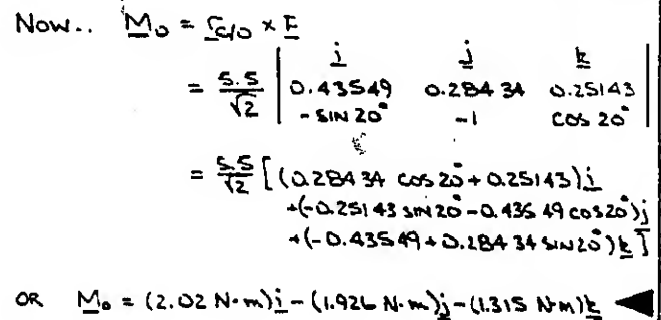 Now.. M₀ = r_C/O × F
i j k
= 5.5/√2 | 0.43549 0.28434 0.25143 |
- SIN 20° -1 COS 20°
= 5.5/√2 [(0.28434 cos 20° + 0.25143) i
+(-0.25143 sin 20° - 0.43549 cos 20°) j
+(-0.43549 + 0.28434 sin 20°) k]
OR M₀ = (2.02 N·m) i - (1.926 N·m) j - (1.315 N·m) k